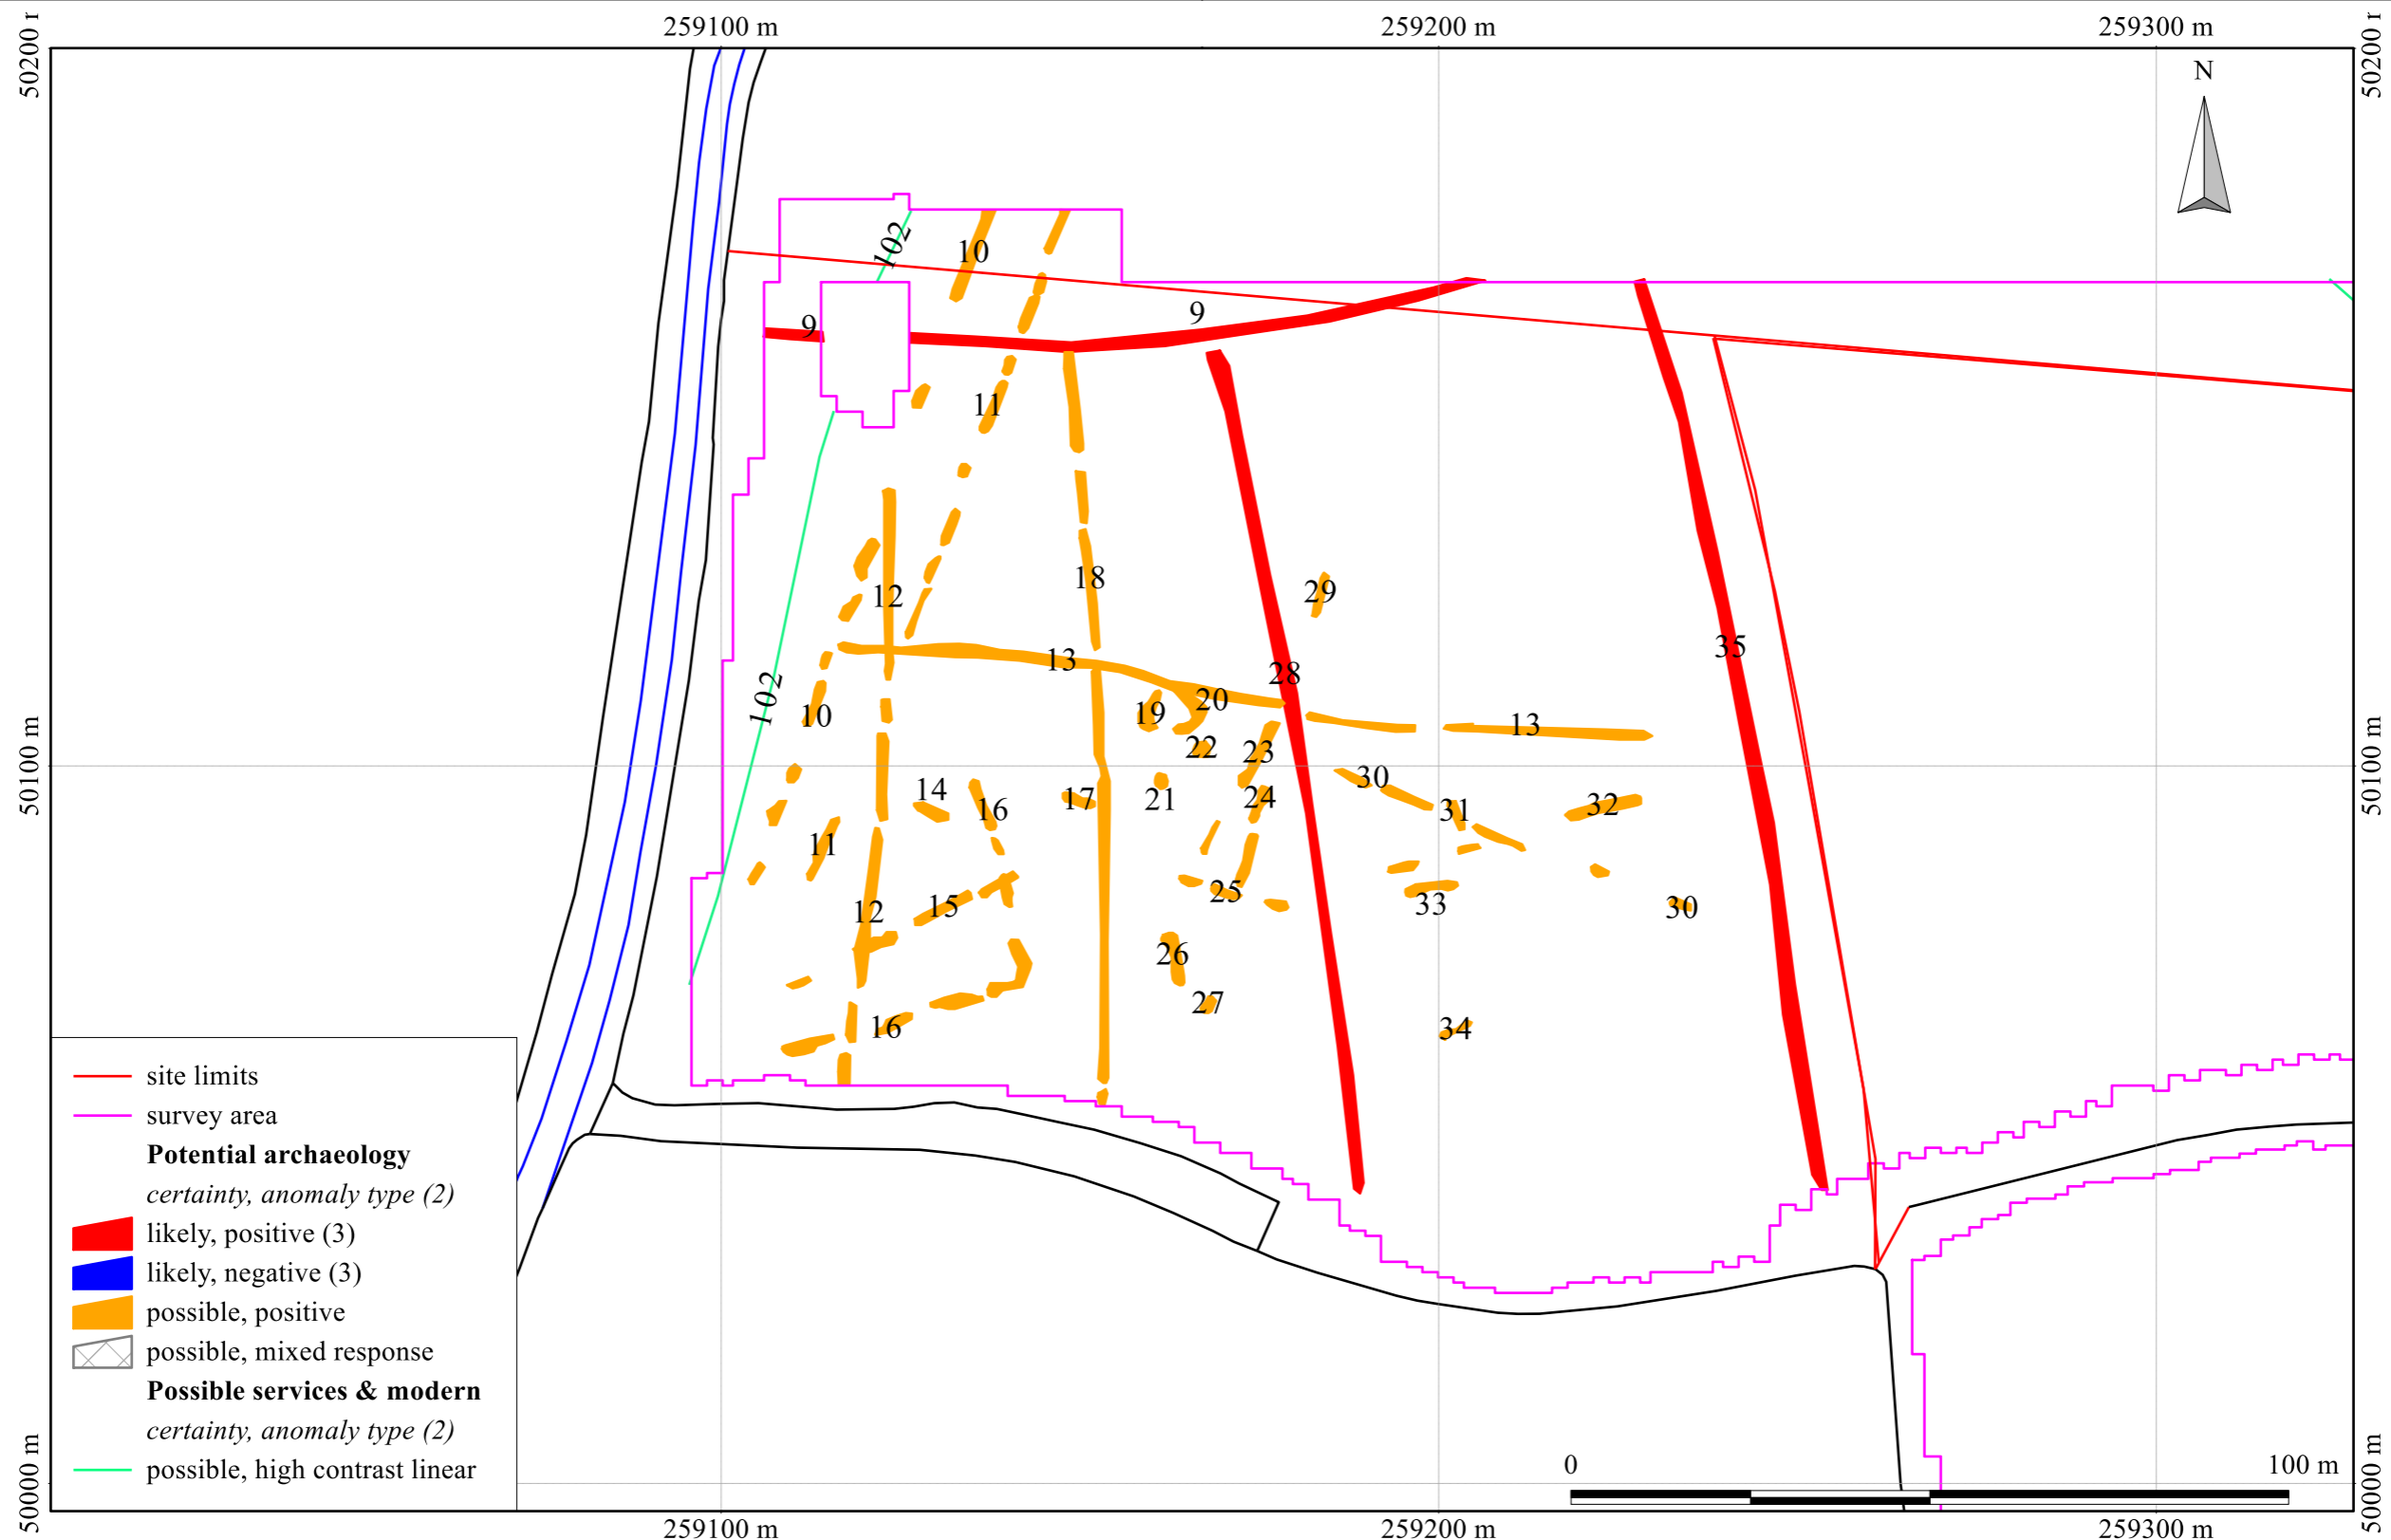 259100 m
259200 m
259300 m
50200 r
50200 r
N
102
10
9
9
11
12
18
29
13
28
35
102
10
19
20
13
22
23
14
16
17
21
24
30
31
32
11
12
15
25
33
30
26
27
16
34
50100 m
50100 m
site limits
survey area
Potential archaeology
certainty, anomaly type (2)
likely, positive (3)
likely, negative (3)
possible, positive
possible, mixed response
Possible services & modern
certainty, anomaly type (2)
possible, high contrast linear
0
100 m
50000 m
50000 m
259100 m
259200 m
259300 m